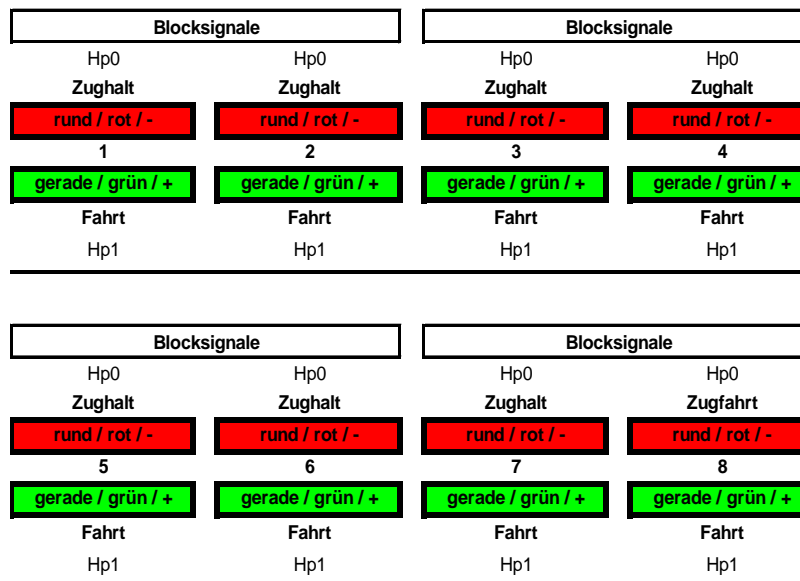 Blocksignale Blocksignale
Hp0 Hp0 Hp0 Hp0
Zughalt Zughalt Zughalt Zughalt
rund / rot / - rund / rot / - rund / rot / - rund / rot / -
1 2 3 4
gerade / grün / + gerade / grün / + gerade / grün / + gerade / grün / +
Fahrt Fahrt Fahrt Fahrt
Hp1 Hp1 Hp1 Hp1
Blocksignale Blocksignale
Hp0 Hp0 Hp0 Hp0
Zughalt Zughalt Zughalt Zugfahrt
rund / rot / - rund / rot / - rund / rot / - rund / rot / -
5 6 7 8
gerade / grün / + gerade / grün / + gerade / grün / + gerade / grün / +
Fahrt Fahrt Fahrt Fahrt
Hp1 Hp1 Hp1 Hp1